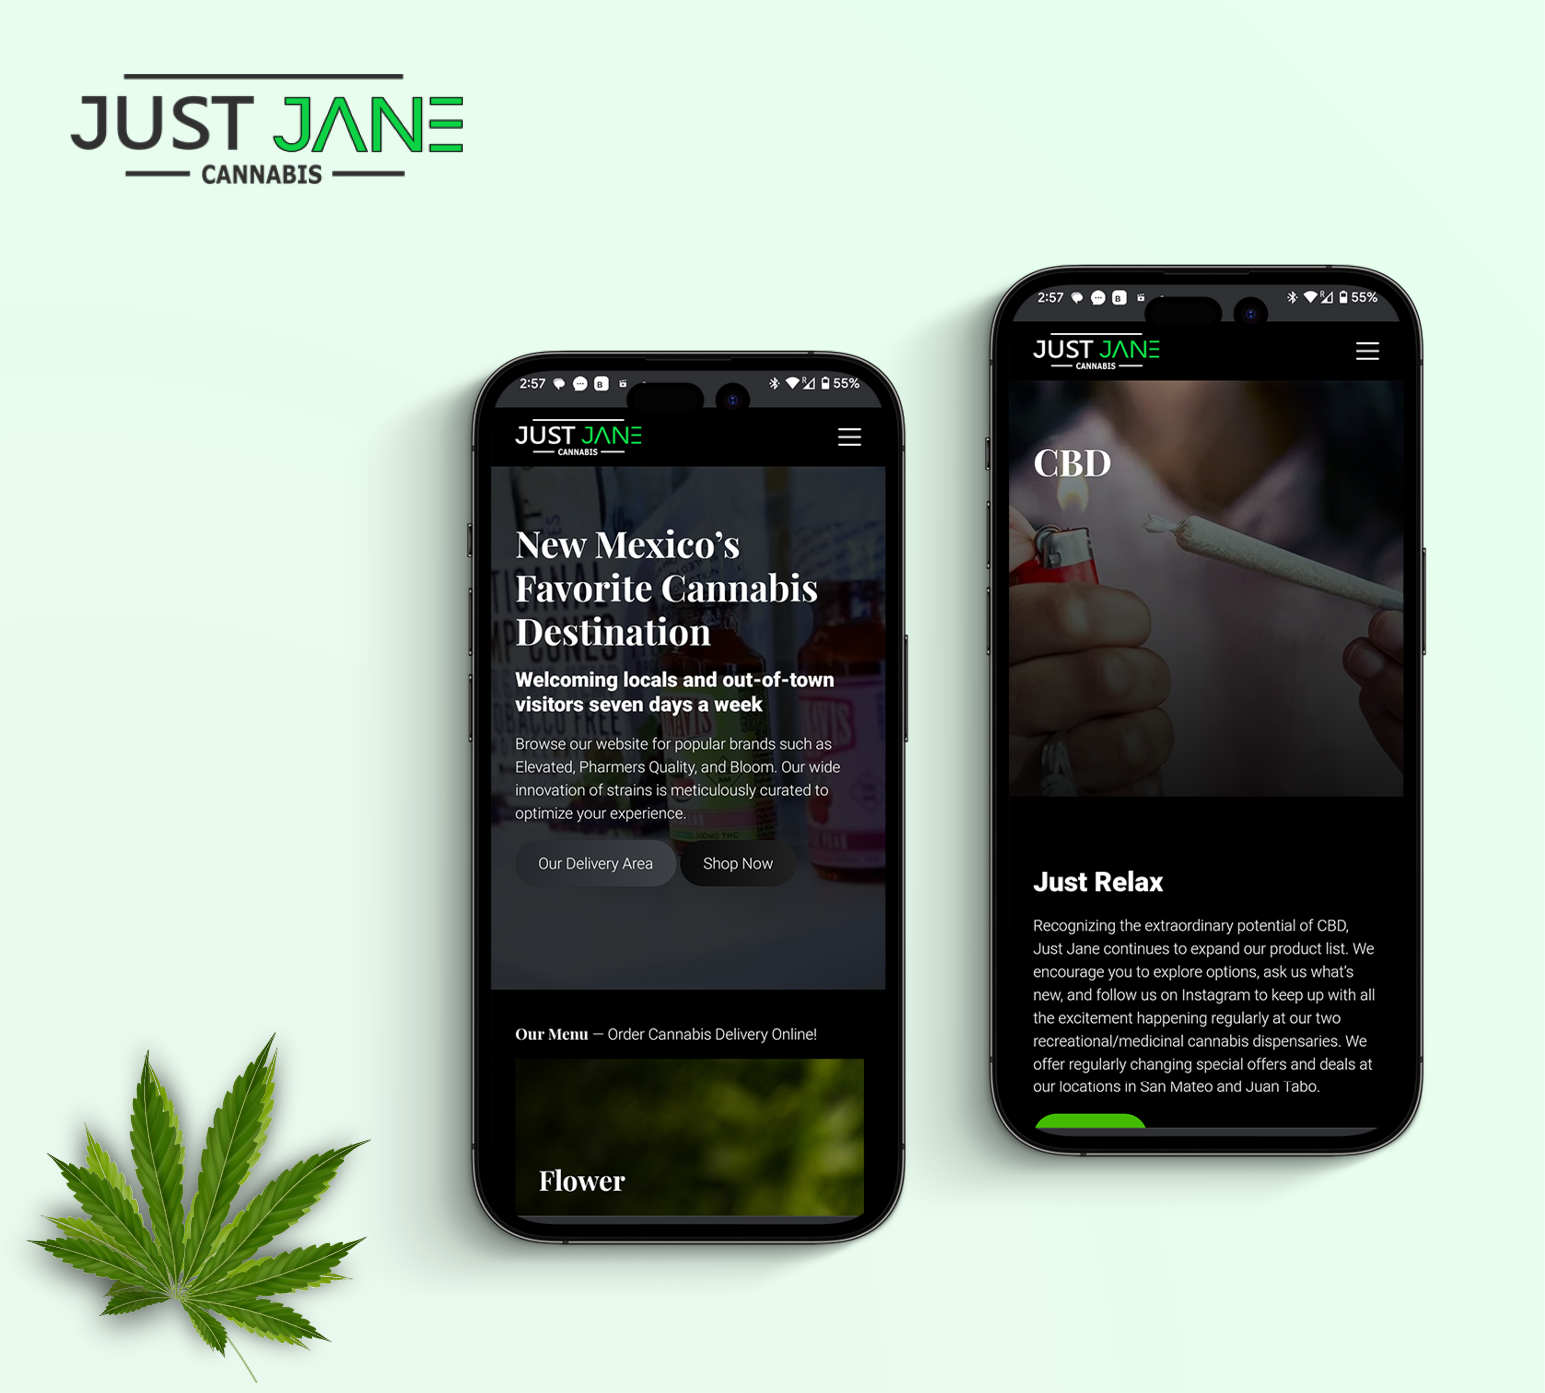 JUST JANE
CANNABIS
2:57
55%
JUST JANE
CANNABIS
New Mexico’s
Favorite Cannabis
Destination
Welcoming locals and out-of-town
visitors seven days a week
Browse our website for popular brands such as
Elevated, Pharmers Quality, and Bloom. Our wide
innovation of strains is meticulously curated to
optimize your experience.
Our Delivery Area
Shop Now
Our Menu — Order Cannabis Delivery Online!
Flower
2:57
55%
JUST JANE
CANNABIS
CBD
Just Relax
Recognizing the extraordinary potential of CBD,
Just Jane continues to expand our product list. We
encourage you to explore options, ask us what’s
new, and follow us on Instagram to keep up with all
the excitement happening regularly at our two
recreational/medicinal cannabis dispensaries. We
offer regularly changing special offers and deals at
our locations in San Mateo and Juan Tabo.